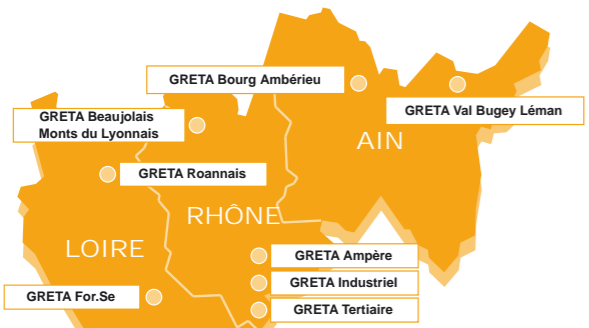 GRETA Bourg Ambérieu
GRETA Val Bugey Léman
GRETA Beaujolais
Monts du Lyonnais
AIN
GRETA Roannais
RHÔNE
LOIRE
GRETA Ampère
GRETA Industriel
GRETA For.Se
GRETA Tertiaire